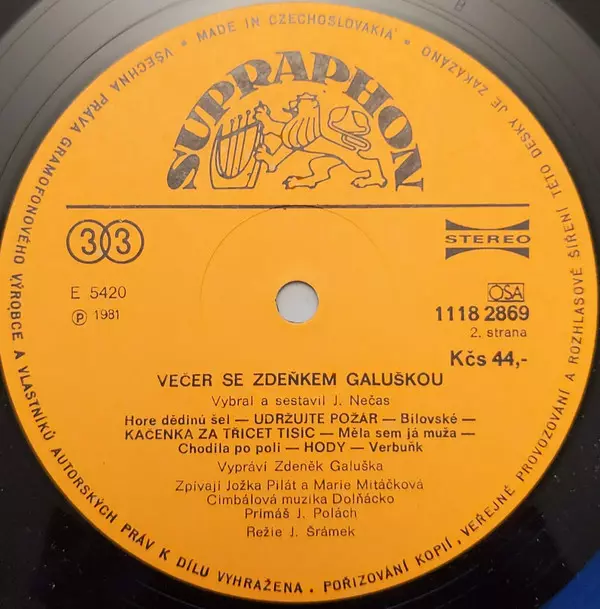 MADE IN CZECHOSLOVAKIA • VŠECHNA PRÁVA GRAMOFONOVÉHO VÝROBCE A VLASTNÍKŮ AUTORSKÝCH PRÁV K DÍLU VYHRAŽENA. POŘIZOVÁNÍ KOPIÍ, VEŘEJNÉ PROVOZOVÁNÍ A ROZHLASOVÉ ŠÍŘENÍ TÉTO DESKY JE ZAKÁZÁNO •
SUPRAPHON
33
STEREO
E 5420
OSA
Ⓟ 1981
1118 2869
2. strana
Kčs 44,-
VEČER SE ZDEŇKEM GALUŠKOU
Vybral a sestavil J. Nečas
Hore dědinú šel — UDRŽUJTE POŽÁR — Bílovské —
KAČENKA ZA TŘICET TISÍC — Měla sem já muža —
Chodila po poli — HODY — Verbuňk
Vypráví Zdeněk Galuška
Zpívají Jožka Pilát a Marie Mitáčková
Cimbálová muzika Dolňácko
Primáš J. Polách
Režie J. Šrámek